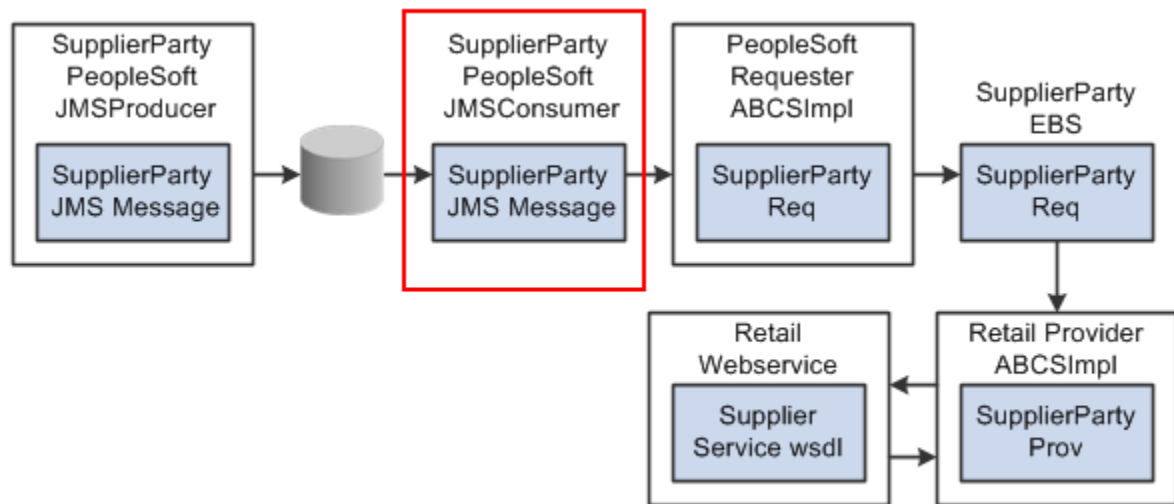 SupplierParty
PeopleSoft
JMSProducer
SupplierParty
JMS Message
SupplierParty
PeopleSoft
JMSConsumer
SupplierParty
JMS Message
PeopleSoft
Requester
ABCSImpl
SupplierParty
Req
SupplierParty
EBS
SupplierParty
Req
Retail
Webservice
Supplier
Service wsdl
Retail Provider
ABCSImpl
SupplierParty
Prov